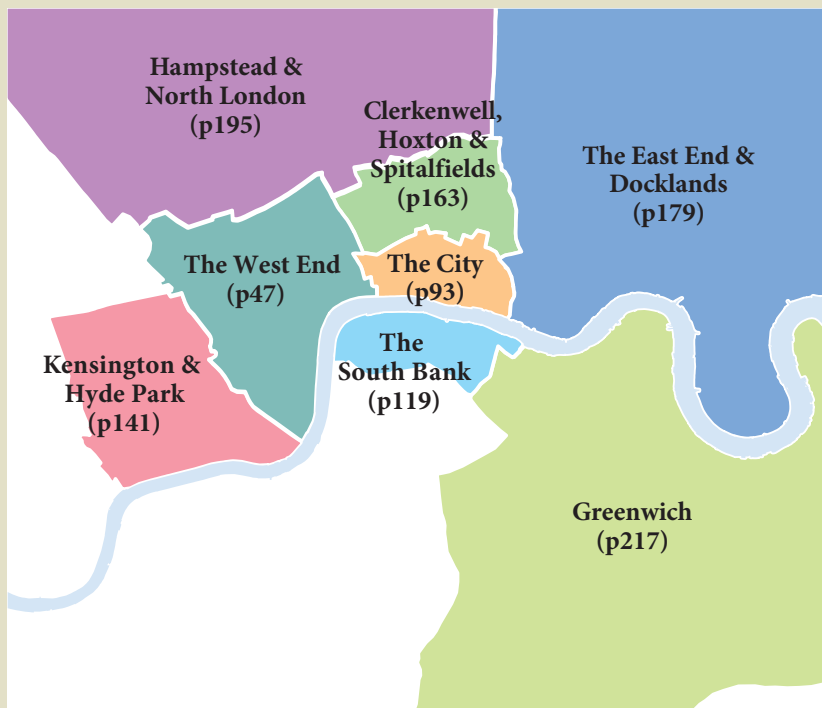 Hampstead &
North London
(p195)
Clerkenwell,
Hoxton &
Spitalfields
(p163)
The East End &
Docklands
(p179)
The West End
(p47)
The City
(p93)
Kensington &
Hyde Park
(p141)
The
South Bank
(p119)
Greenwich
(p217)